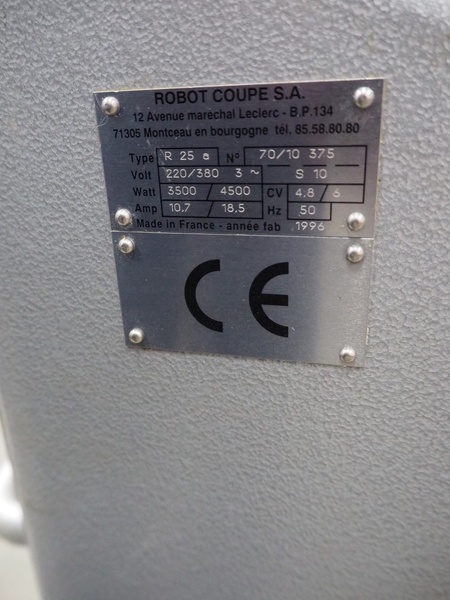 ROBOT COUPE S.A.
12 Avenue maréchal Leclerc - B.P.134
71305 Montceau en bourgogne tél. 85.58.80.80
Type R 25 a N° 70/10 375
Volt 220/380 3 ~ S 10
Watt 3500 / 4500 CV 4.8 / 6
Amp 10.7 / 18.5 Hz 50
Made in France - année fab 1996
CE